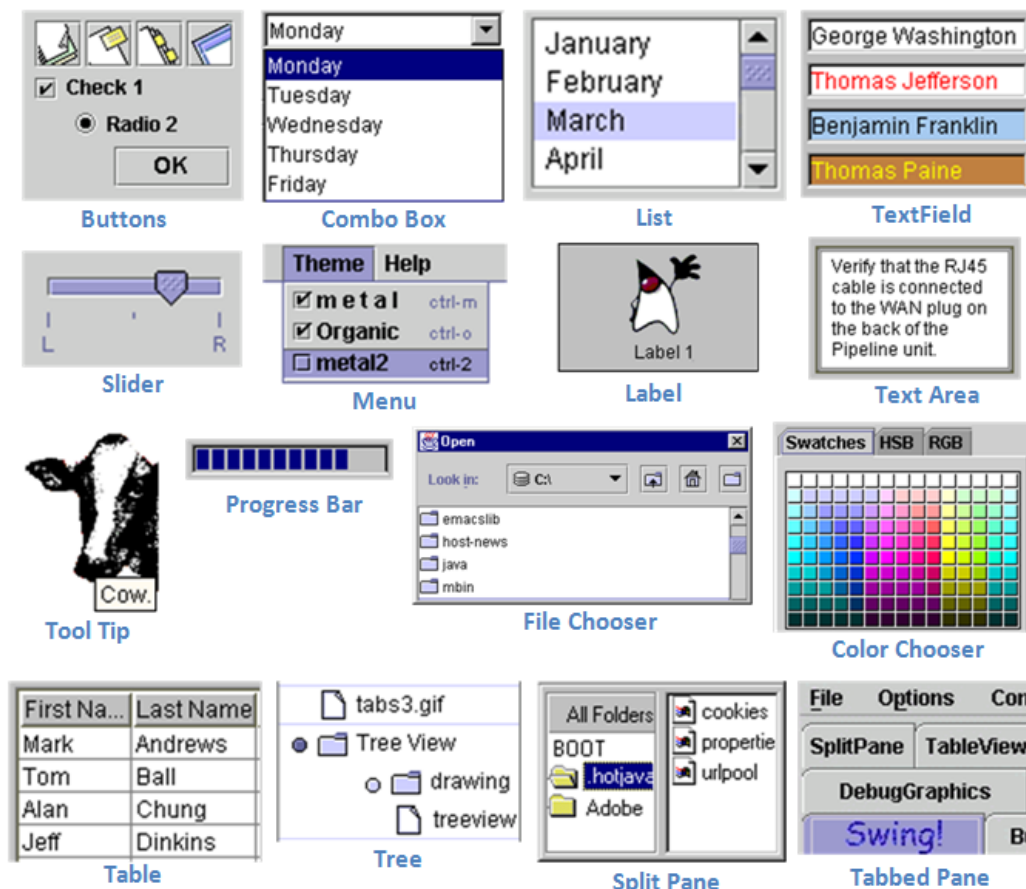 Check 1
Radio 2
OK
Buttons
Monday
Monday
Tuesday
Wednesday
Thursday
Friday
Combo Box
January
February
March
April
List
George Washington
Thomas Jefferson
Benjamin Franklin
Thomas Paine
TextField
L R
Slider
Theme Help
metal ctrl-m
Organic ctrl-o
metal2 ctrl-2
Menu
Label 1
Label
Verify that the RJ45
cable is connected
to the WAN plug on
the back of the
Pipeline unit.
Text Area
Cow.
Tool Tip
Progress Bar
Open
Look in: C:\
emacslib
host-news
java
mbin
File Chooser
Swatches HSB RGB
Color Chooser
First Na... Last Name
Mark Andrews
Tom Ball
Alan Chung
Jeff Dinkins
Table
tabs3.gif
Tree View
drawing
treeview
Tree
All Folders
BOOT
.hotjava
Adobe
cookies
propertie
urlpool
Split Pane
File Options Con
SplitPane TableView
DebugGraphics
Swing! B
Tabbed Pane